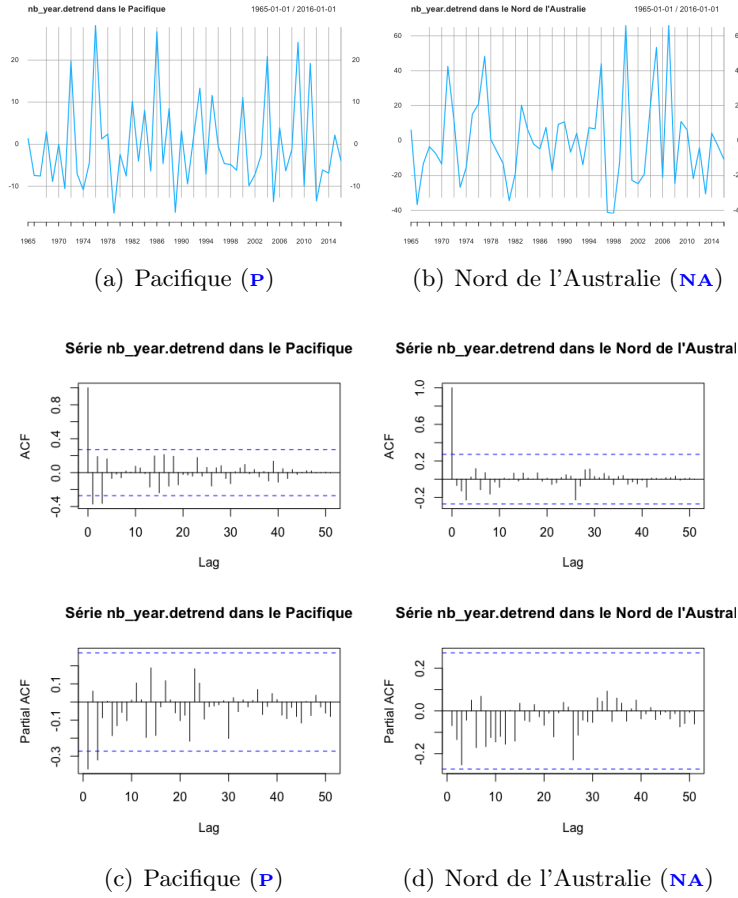 nb_year.detrend dans le Pacifique 1965-01-01 / 2016-01-01
20 20
10 10
0 0
-10 -10
1965 1970 1974 1978 1982 1986 1990 1994 1998 2002 2006 2010 2014
nb_year.detrend dans le Nord de l'Australie 1965-01-01 / 2016-01-01
60 6
40 4
20 2
0 0
-20 -2
-40 -4
1965 1970 1974 1978 1982 1986 1990 1994 1998 2002 2006 2010 2014
(a) Pacifique (P)
(b) Nord de l'Australie (NA)
Série nb_year.detrend dans le Pacifique
ACF
0.8
0.4
0.0
-0.4
0 10 20 30 40 50
Lag
Série nb_year.detrend dans le Nord de l'Austral
ACF
1.0
0.6
0.2
-0.2
0 10 20 30 40 50
Lag
Série nb_year.detrend dans le Pacifique
Partial ACF
0.1
-0.1
-0.3
0 10 20 30 40 50
Lag
Série nb_year.detrend dans le Nord de l'Austral
Partial ACF
0.2
0.0
-0.2
0 10 20 30 40 50
Lag
(c) Pacifique (P)
(d) Nord de l'Australie (NA)